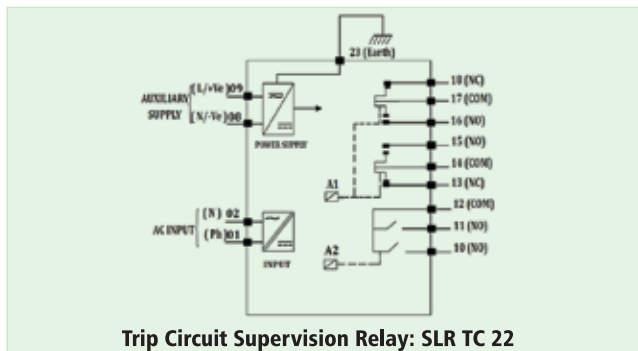 23 (Earth)
AUXILIARY SUPPLY
(L/+Ve) 09
(N/-Ve) 08
POWER SUPPLY
18 (NC)
17 (COM)
16 (NO)
15 (NO)
14 (COM)
13 (NC)
12 (COM)
11 (NO)
10 (NO)
A1
A2
AC INPUT
(N) 02
(Ph) 01
INPUT
Trip Circuit Supervision Relay: SLR TC 22